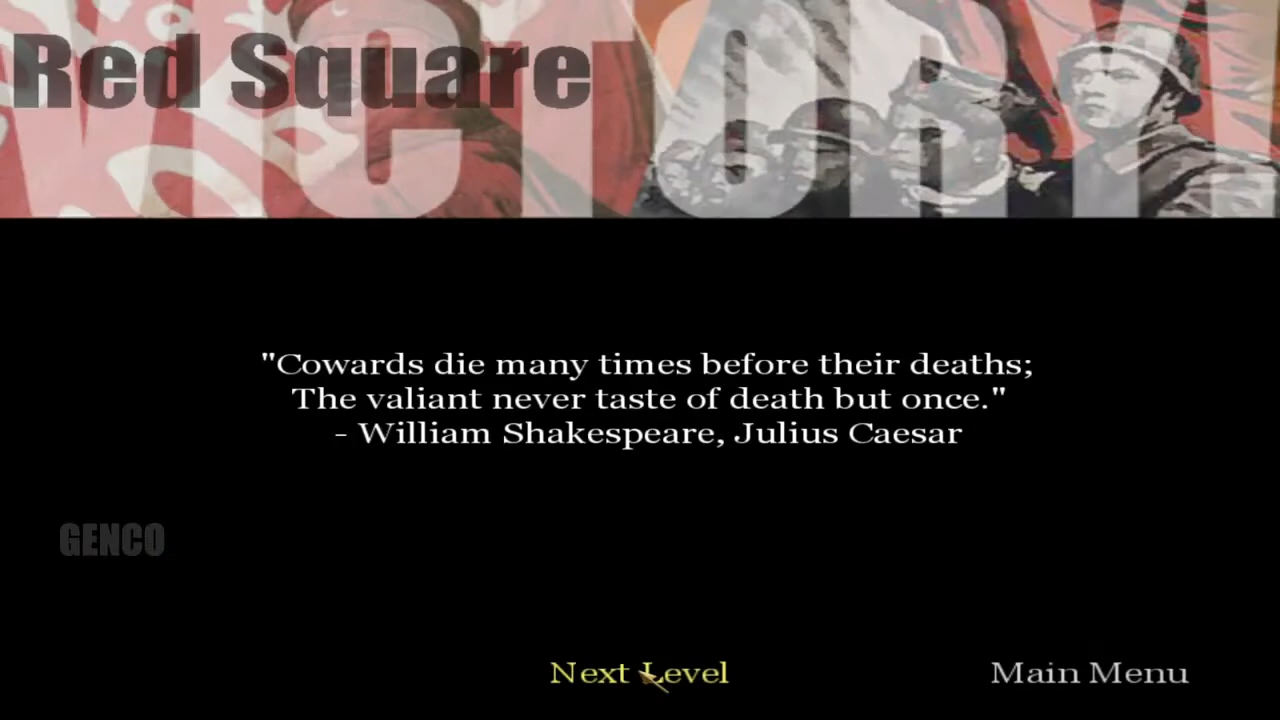 VICTORY!
Red Square
"Cowards die many times before their deaths;
The valiant never taste of death but once."
- William Shakespeare, Julius Caesar
GENCO
Next Level
Main Menu